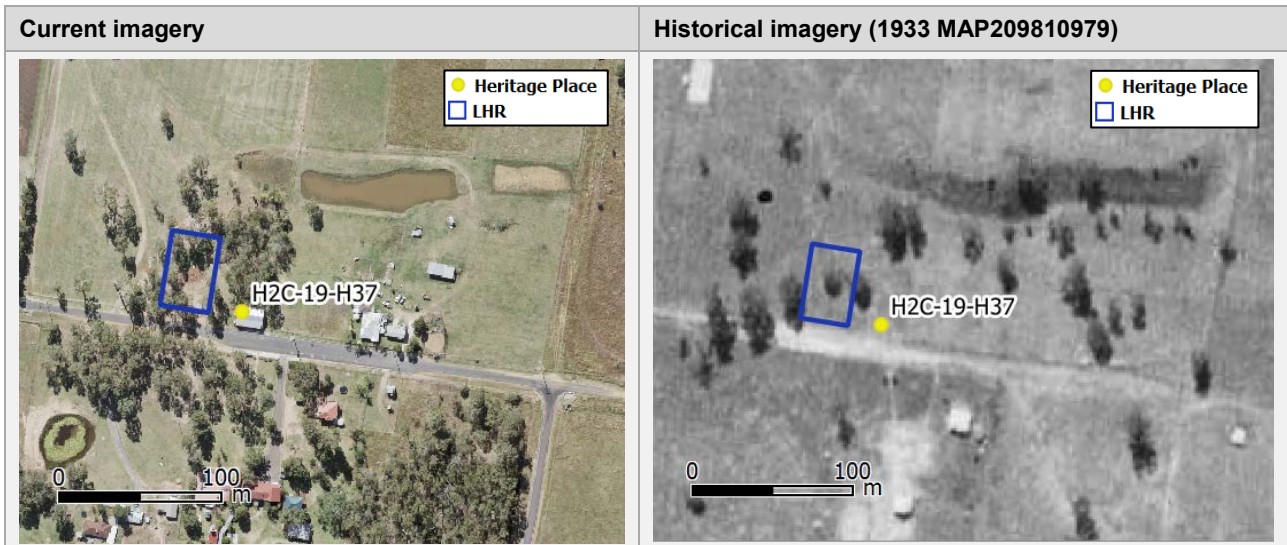 Current imagery
Historical imagery (1933 MAP209810979)
Heritage Place
LHR
H2C-19-H37
0 100 m
Heritage Place
LHR
H2C-19-H37
0 100 m